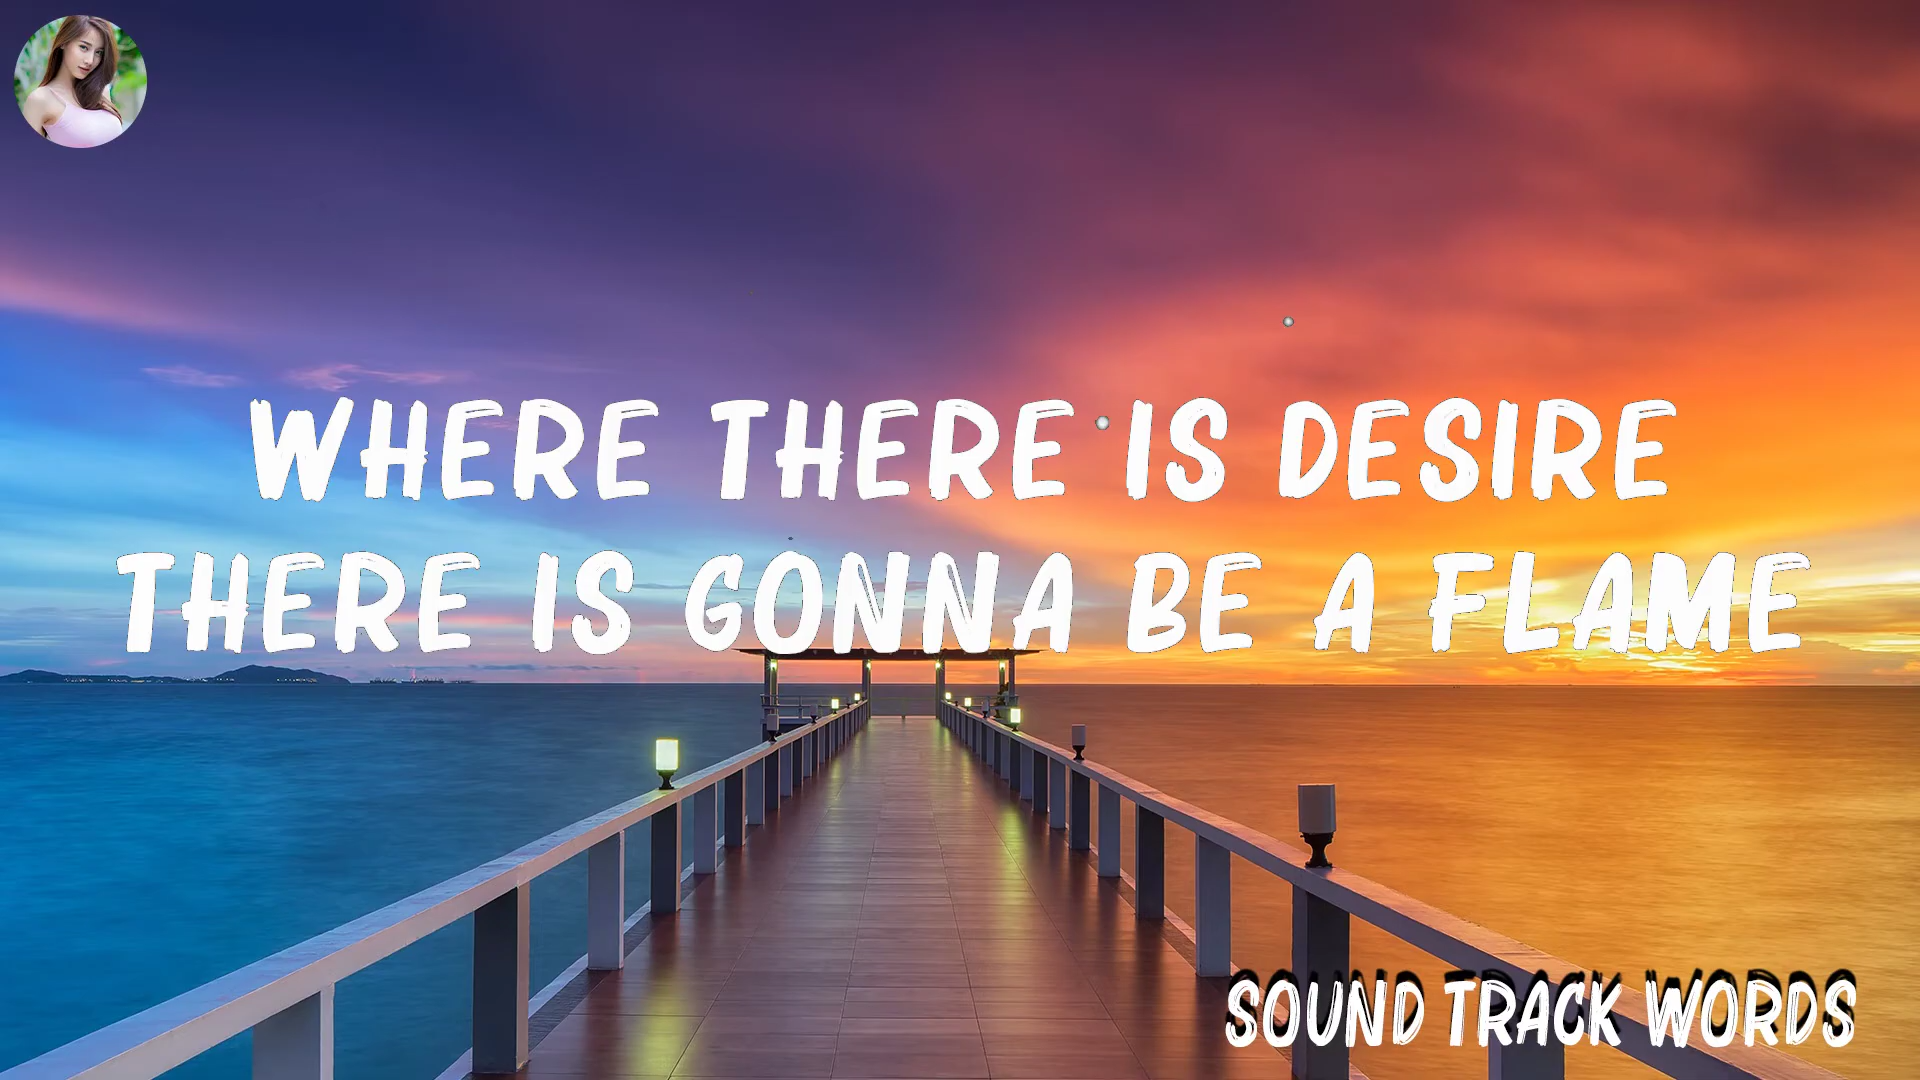 WHERE THERE IS DESIRE
THERE IS GONNA BE A FLAME
SOUND TRACK WORDS